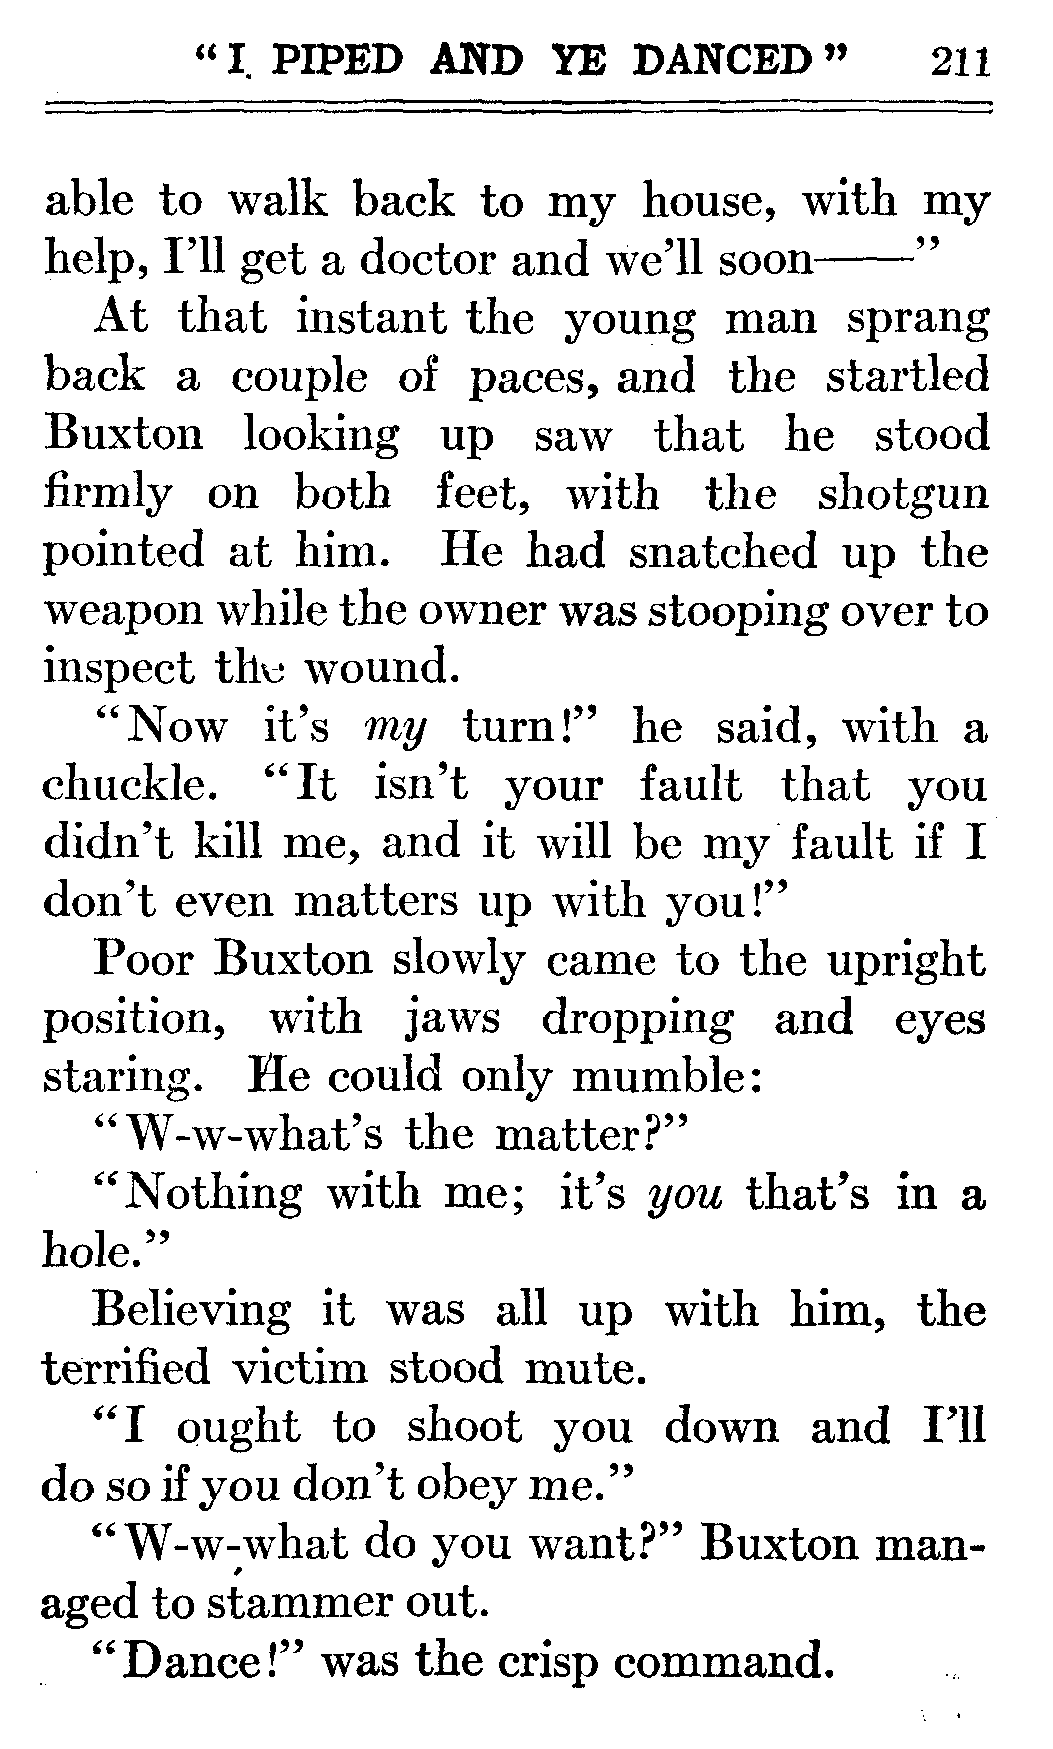 “I. PIPED AND YE DANCED” 211
able to walk back to my house, with my
help, I’ll get a doctor and we’ll soon——”
At that instant the young man sprang
back a couple of paces, and the startled
Buxton looking up saw that he stood
firmly on both feet, with the shotgun
pointed at him. He had snatched up the
weapon while the owner was stooping over to
inspect the wound.
“Now it’s my turn!” he said, with a
chuckle. “It isn’t your fault that you
didn’t kill me, and it will be my fault if I
don’t even matters up with you!”
Poor Buxton slowly came to the upright
position, with jaws dropping and eyes
staring. He could only mumble:
“W-w-what’s the matter?”
“Nothing with me; it’s you that’s in a
hole.”
Believing it was all up with him, the
terrified victim stood mute.
“I ought to shoot you down and I’ll
do so if you don’t obey me.”
“W-w-what do you want?” Buxton man-
aged to stammer out.
“Dance!” was the crisp command.